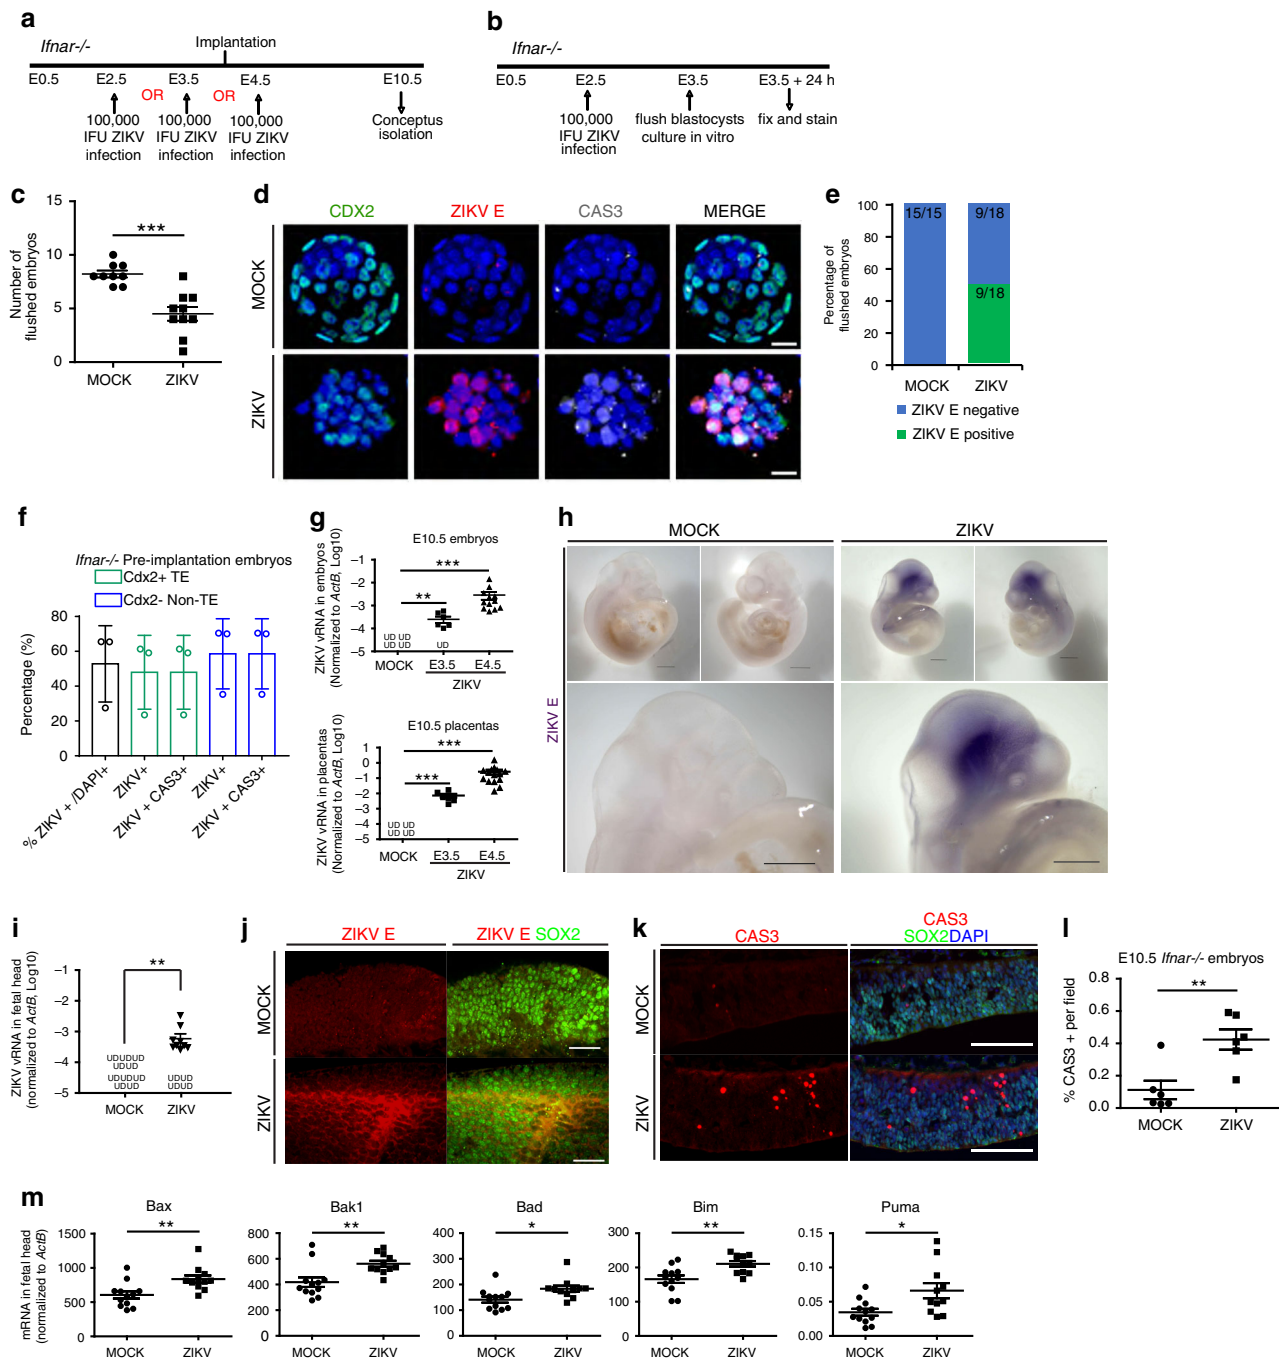 a
Ifnar-/-
Implantation
E0.5 E2.5 E3.5 E4.5 E10.5
OR OR
100,000 IFU ZIKV infection
100,000 IFU ZIKV infection
100,000 IFU ZIKV infection
Conceptus isolation
b
Ifnar-/-
E0.5 E2.5 E3.5 E3.5 + 24 h
100,000 IFU ZIKV infection
flush blastocysts culture in vitro
fix and stain
c
Number of flushed embryos
15
10
5
0
***
MOCK ZIKV
d
CDX2 ZIKV E CAS3 MERGE
MOCK
ZIKV
e
Percentage of flushed embryos
100
80
60
40
20
0
15/15 9/18
9/18
MOCK ZIKV
ZIKV E negative
ZIKV E positive
f
Ifnar-/- Pre-implantation embryos
Cdx2+ TE
Cdx2- Non-TE
Percentage (%)
80
60
40
20
0
% ZIKV + /DAPI+
ZIKV+
ZIKV + CAS3+
ZIKV+
ZIKV + CAS3+
g
E10.5 embryos
ZIKV vRNA in embryos (Normalized to ActB, Log10)
–1
–2
–3
–4
–5
***
**
UD UD
UD UD
UD
MOCK E3.5 E4.5
ZIKV
E10.5 placentas
ZIKV vRNA in placentas (Normalized to ActB, Log10)
1
0
–1
–2
–3
–4
–5
***
***
UD UD
UD UD
MOCK E3.5 E4.5
ZIKV
h
MOCK ZIKV
ZIKV E
i
ZIKV vRNA in fetal head (normalized to ActB, Log10)
–1
–2
–3
–4
–5
**
UDUDUD
UDUD
UDUDUD
UDUD
UDUD
UDUD
MOCK ZIKV
j
ZIKV E ZIKV E SOX2
MOCK
ZIKV
k
CAS3 CAS3
SOX2DAPI
MOCK
ZIKV
l
E10.5 Ifnar-/- embryos
% CAS3 + per field
0.8
0.6
0.4
0.2
0.0
**
MOCK ZIKV
m
mRNA in fetal head (normalized to ActB)
Bax
**
1500
1000
500
0
MOCK ZIKV
Bak1
**
800
600
400
200
0
MOCK ZIKV
Bad
*
400
300
200
100
0
MOCK ZIKV
Bim
**
300
200
100
0
MOCK ZIKV
Puma
*
0.15
0.10
0.05
0.00
MOCK ZIKV